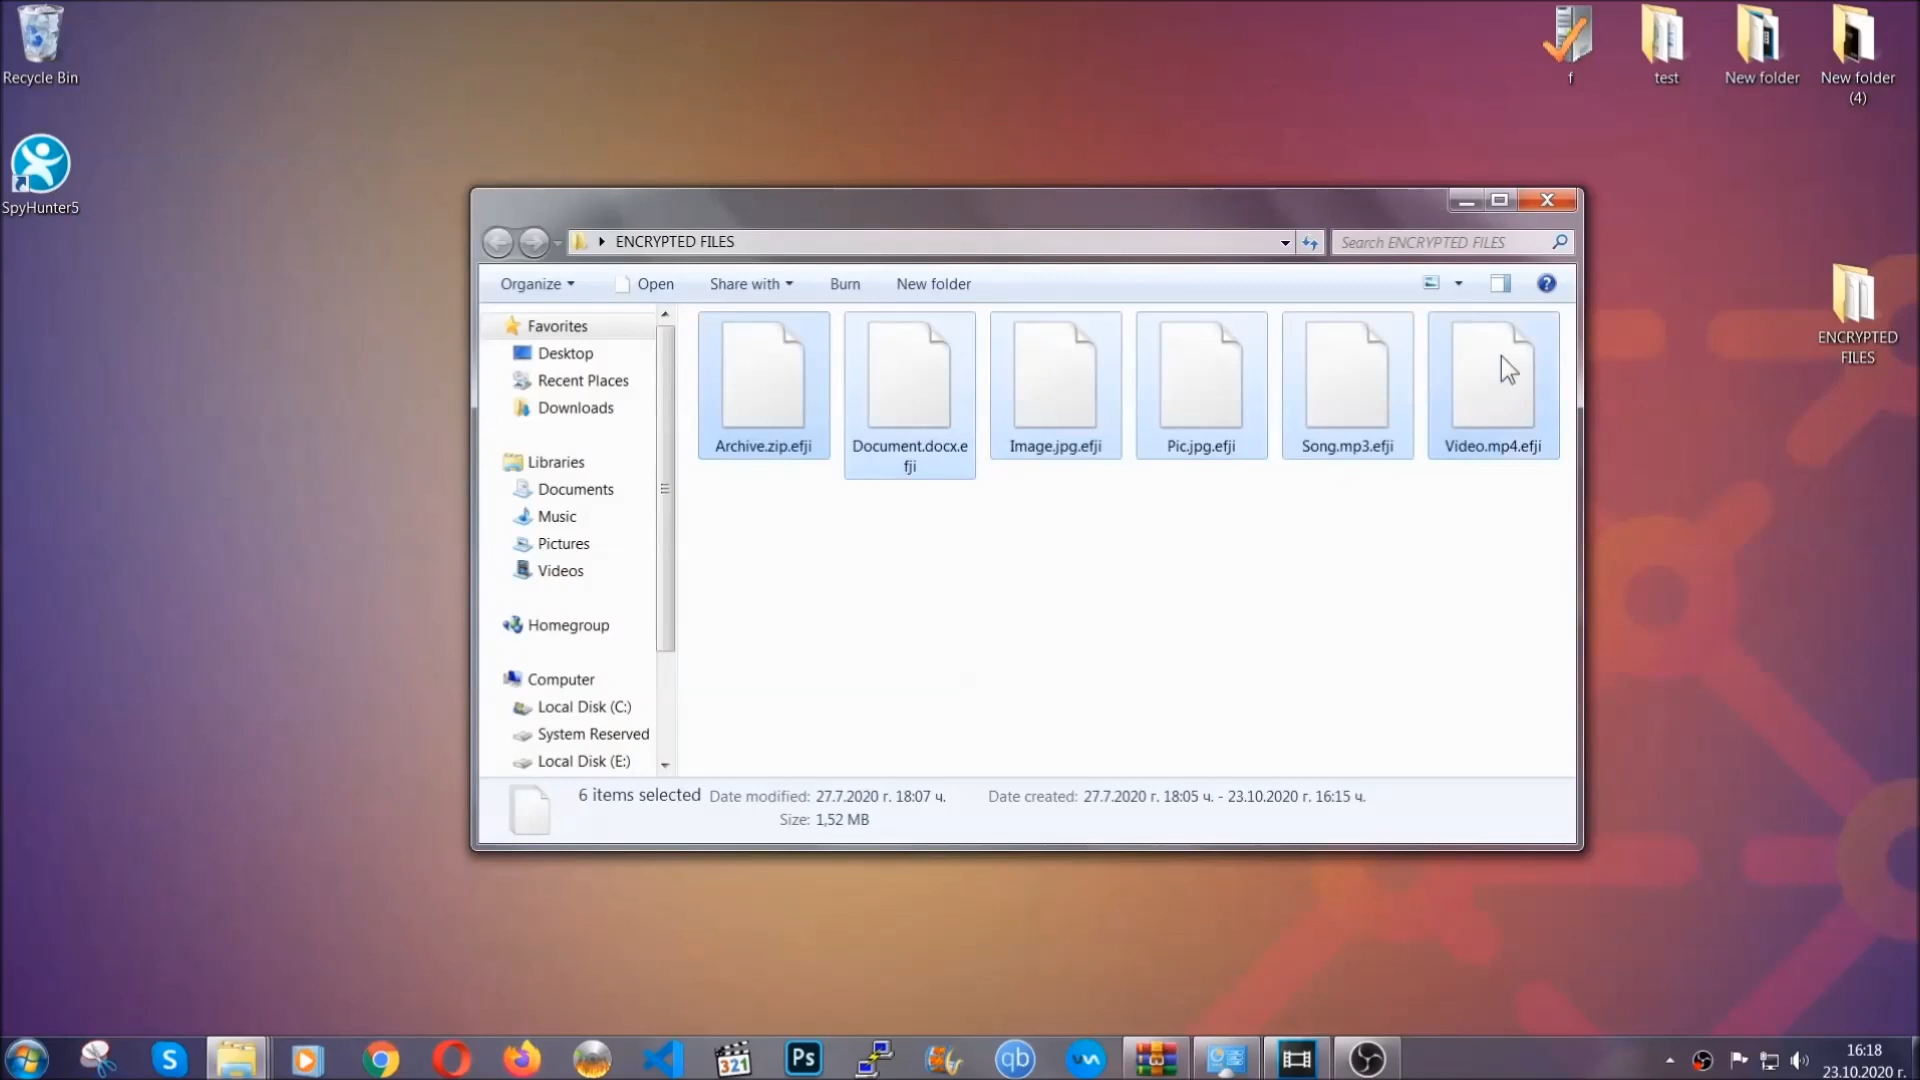 Recycle Bin
SpyHunter5
f
test
New folder
New folder
(4)
ENCRYPTED
FILES
ENCRYPTED FILES
Search ENCRYPTED FILES
Organize
Open
Share with
Burn
New folder
Favorites
Desktop
Recent Places
Downloads
Libraries
Documents
Music
Pictures
Videos
Homegroup
Computer
Local Disk (C:)
System Reserved
Local Disk (E:)
Archive.zip.efji
Document.docx.e
fji
Image.jpg.efji
Pic.jpg.efji
Song.mp3.efji
Video.mp4.efji
6 items selected Date modified: 27.7.2020 г. 18:07 ч. Date created: 27.7.2020 г. 18:05 ч. - 23.10.2020 г. 16:15 ч.
Size: 1,52 MB
S
321
Ps
qb
16:18
23.10.2020 г.